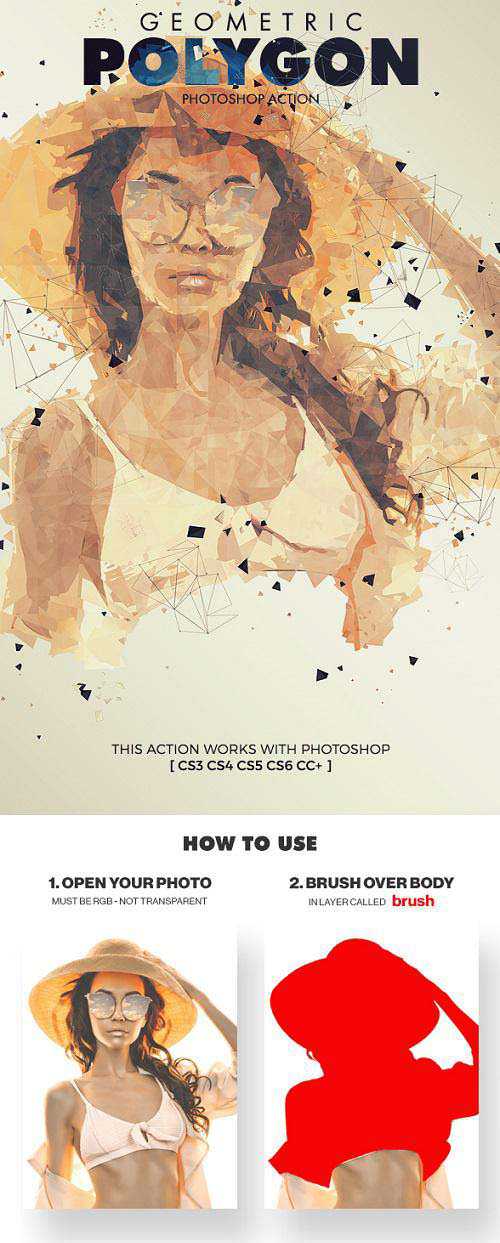 GEOMETRIC
POLYGON
PHOTOSHOP ACTION
THIS ACTION WORKS WITH PHOTOSHOP
[ CS3 CS4 CS5 CS6 CC+ ]
HOW TO USE
1. OPEN YOUR PHOTO
MUST BE RGB - NOT TRANSPARENT
2. BRUSH OVER BODY
IN LAYER CALLED brush